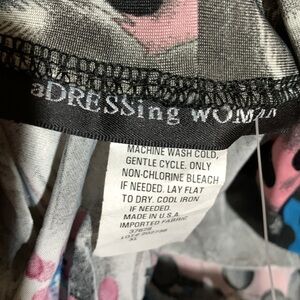 aDRESSing WOMAN
MACHINE WASH COLD,
GENTLE CYCLE. ONLY
NON-CHLORINE BLEACH
IF NEEDED. LAY FLAT
TO DRY. COOL IRON
IF NEEDED.
MADE IN U.S.A.
IMPORTED FABRIC